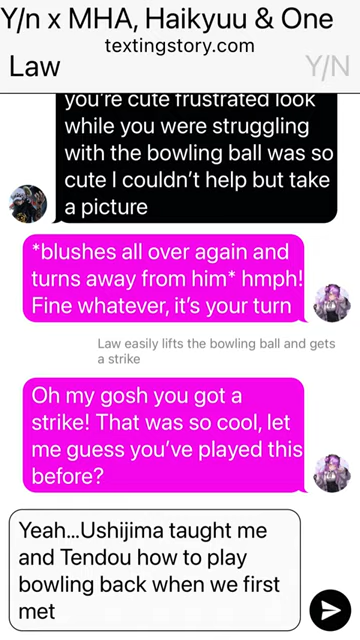 Y/n x MHA, Haikyuu & One
textingstory.com
Law
Y/N
you're cute frustrated look
while you were struggling
with the bowling ball was so
cute I couldn't help but take
a picture
*blushes all over again and
turns away from him* hmph!
Fine whatever, it's your turn
Law easily lifts the bowling ball and gets
a strike
Oh my gosh you got a
strike! That was so cool, let
me guess you've played this
before?
Yeah...Ushijima taught me
and Tendou how to play
bowling back when we first
met